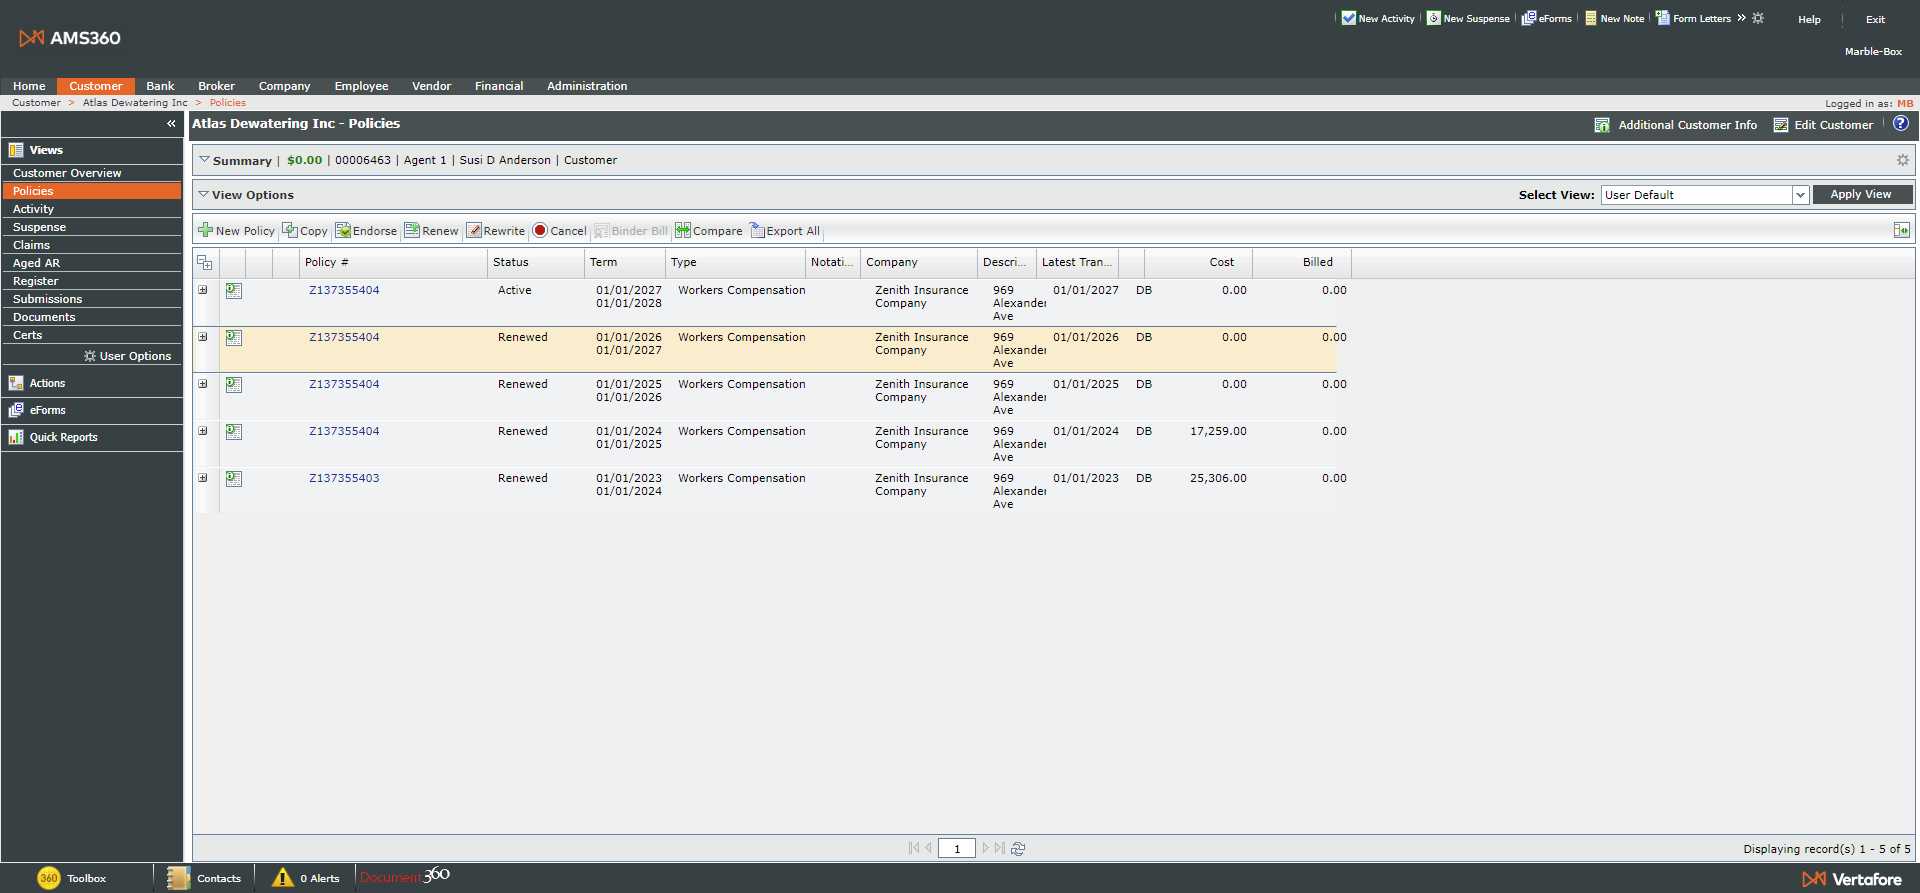 New Activity New Suspense eForms New Note Form Letters » Help Exit
AMS360
Marble-Box
Home Customer Bank Broker Company Employee Vendor Financial Administration
Customer > Atlas Dewatering Inc > Policies
Logged in as: MB
«
Atlas Dewatering Inc - Policies
Additional Customer Info Edit Customer ?
Views
Customer Overview
Policies
Activity
Suspense
Claims
Aged AR
Register
Submissions
Documents
Certs
User Options
Actions
eForms
Quick Reports
Summary | $0.00 | 00006463 | Agent 1 | Susi D Anderson | Customer
View Options
Select View: User Default Apply View
New Policy Copy Endorse Renew Rewrite Cancel Binder Bill Compare Export All
Policy # Status Term Type Notati... Company Descri... Latest Tran... Cost Billed
Z137355404 Active 01/01/2027 Workers Compensation Zenith Insurance 969 01/01/2027 DB 0.00 0.00
01/01/2028 Company Alexander
Ave
Z137355404 Renewed 01/01/2026 Workers Compensation Zenith Insurance 969 01/01/2026 DB 0.00 0.00
01/01/2027 Company Alexander
Ave
Z137355404 Renewed 01/01/2025 Workers Compensation Zenith Insurance 969 01/01/2025 DB 0.00 0.00
01/01/2026 Company Alexander
Ave
Z137355404 Renewed 01/01/2024 Workers Compensation Zenith Insurance 969 01/01/2024 DB 17,259.00 0.00
01/01/2025 Company Alexander
Ave
Z137355403 Renewed 01/01/2023 Workers Compensation Zenith Insurance 969 01/01/2023 DB 25,306.00 0.00
01/01/2024 Company Alexander
Ave
1
Displaying record(s) 1 - 5 of 5
360 Toolbox Contacts 0 Alerts Document360
Vertafore